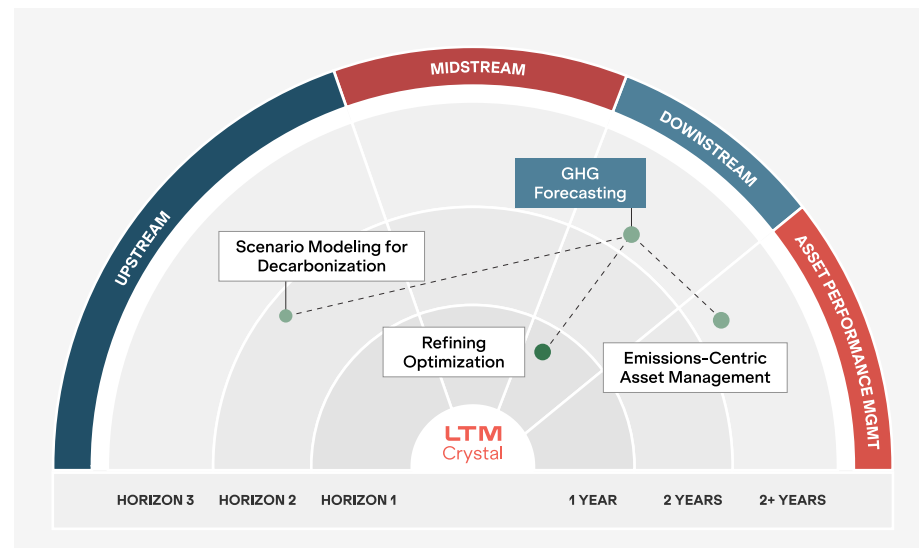 MIDSTREAM
DOWNSTREAM
UPSTREAM
ASSET PERFORMANCE MGMT
GHG
Forecasting
Scenario Modeling for
Decarbonization
Refining
Optimization
Emissions-Centric
Asset Management
LTM
Crystal
HORIZON 3
HORIZON 2
HORIZON 1
1 YEAR
2 YEARS
2+ YEARS